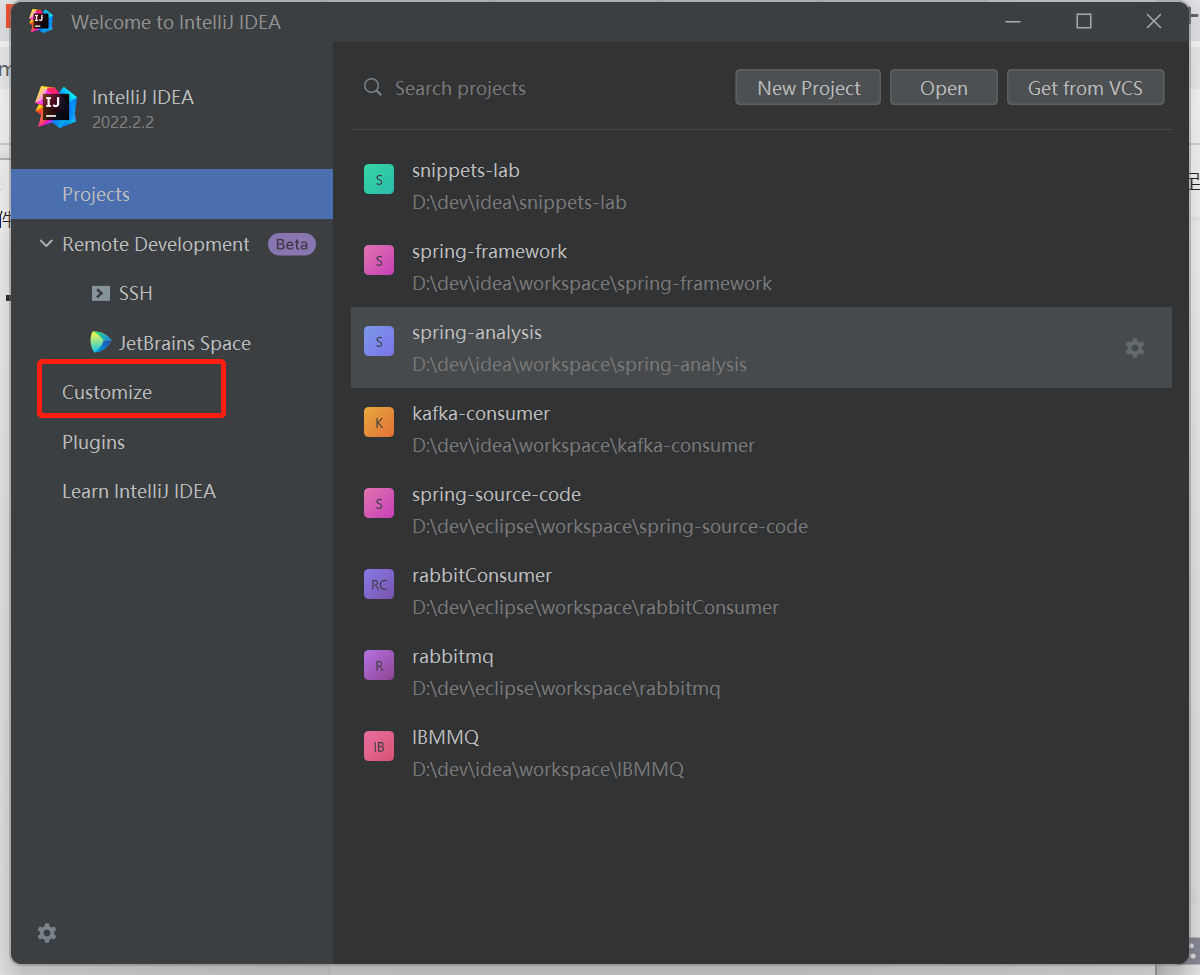 Welcome to IntelliJ IDEA
IJ
IntelliJ IDEA
2022.2.2
Search projects
New Project
Open
Get from VCS
Projects
Remote Development Beta
SSH
JetBrains Space
Customize
Plugins
Learn IntelliJ IDEA
S snippets-lab
D:\dev\idea\snippets-lab
S spring-framework
D:\dev\idea\workspace\spring-framework
S spring-analysis
D:\dev\idea\workspace\spring-analysis
K kafka-consumer
D:\dev\idea\workspace\kafka-consumer
S spring-source-code
D:\dev\eclipse\workspace\spring-source-code
RC rabbitConsumer
D:\dev\eclipse\workspace\rabbitConsumer
R rabbitmq
D:\dev\eclipse\workspace\rabbitmq
IB IBMMQ
D:\dev\idea\workspace\IBMMQ